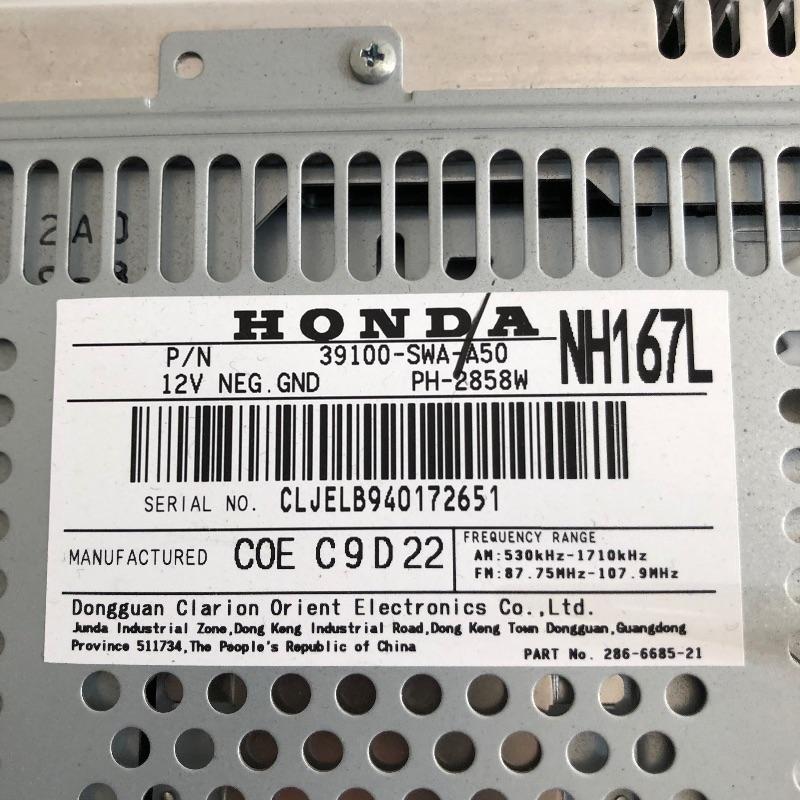 2A0
HONDA
NH167L
P/N 39100-SWA-A50
12V NEG.GND PH-2858W
SERIAL NO. CLJELB940172651
MANUFACTURED COE C9D22
FREQUENCY RANGE
AM:530kHz-1710kHz
FM:87.75MHz-107.9MHz
Dongguan Clarion Orient Electronics Co.,Ltd.
Junda Industrial Zone,Dong Keng Industrial Road,Dong Keng Town Dongguan,Guangdong
Province 511734,The People's Republic of China
PART No. 286-6685-21